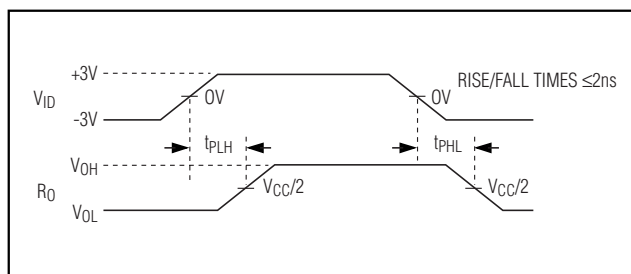 +3V
RISE/FALL TIMES ≤2ns
VID
0V
0V
-3V
tPLH
tPHL
VOH
RO
VCC/2
VCC/2
VOL